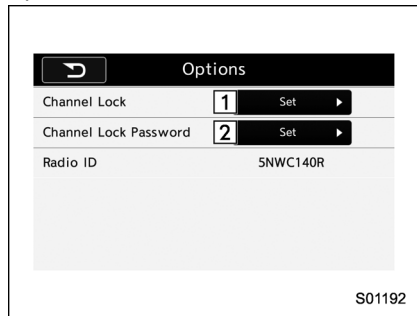 Options
Channel Lock 1 Set
Channel Lock Password 2 Set
Radio ID 5NWC140R
S01192